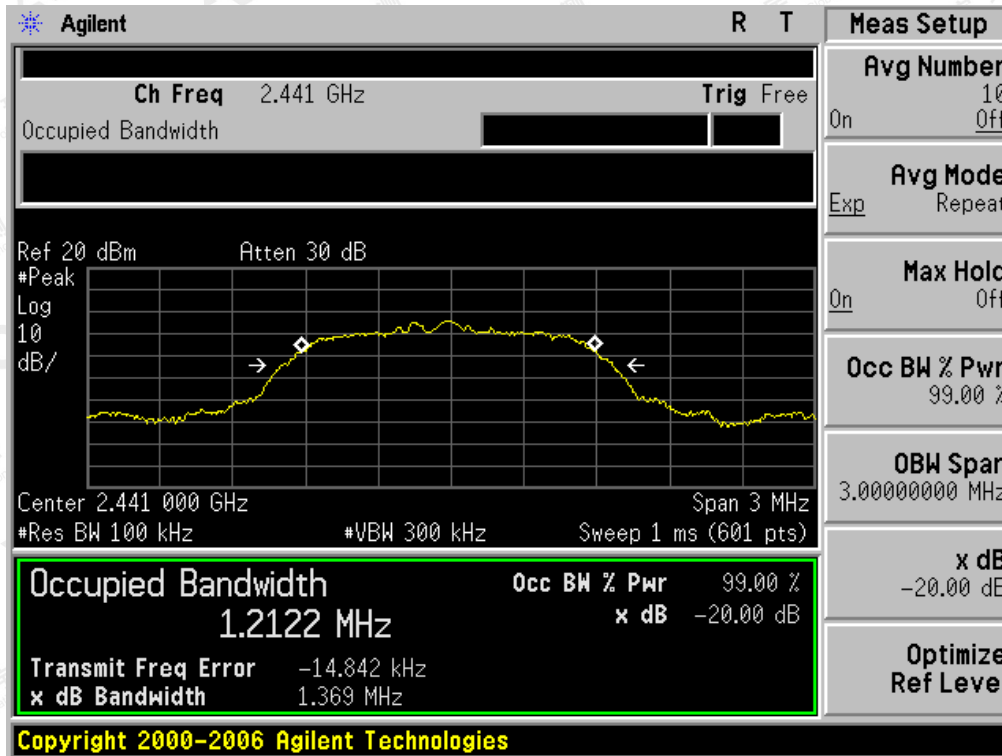 Agilent R T
Ch Freq 2.441 GHz Trig Free
Occupied Bandwidth
Ref 20 dBm Atten 30 dB
#Peak
Log
10
dB/
Center 2.441 000 GHz Span 3 MHz
#Res BW 100 kHz #VBW 300 kHz Sweep 1 ms (601 pts)
Occupied Bandwidth
1.2122 MHz
Occ BW % Pwr 99.00 %
x dB -20.00 dB
Transmit Freq Error -14.842 kHz
x dB Bandwidth 1.369 MHz
Copyright 2000-2006 Agilent Technologies
Meas Setup
Avg Number
10
On Off
Avg Mode
Exp Repeat
Max Hold
On Off
Occ BW % Pwr
99.00 %
OBW Span
3.00000000 MHz
x dB
-20.00 dB
Optimize
Ref Level